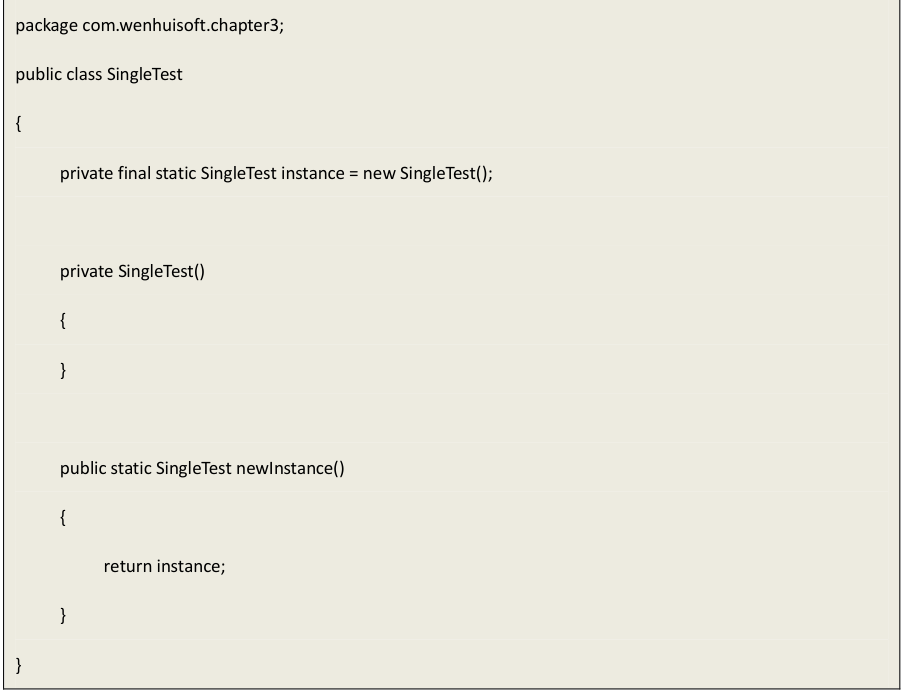 package com.wenhuisoft.chapter3;
public class SingleTest
{
private final static SingleTest instance = new SingleTest();
private SingleTest()
{
}
public static SingleTest newInstance()
{
return instance;
}
}